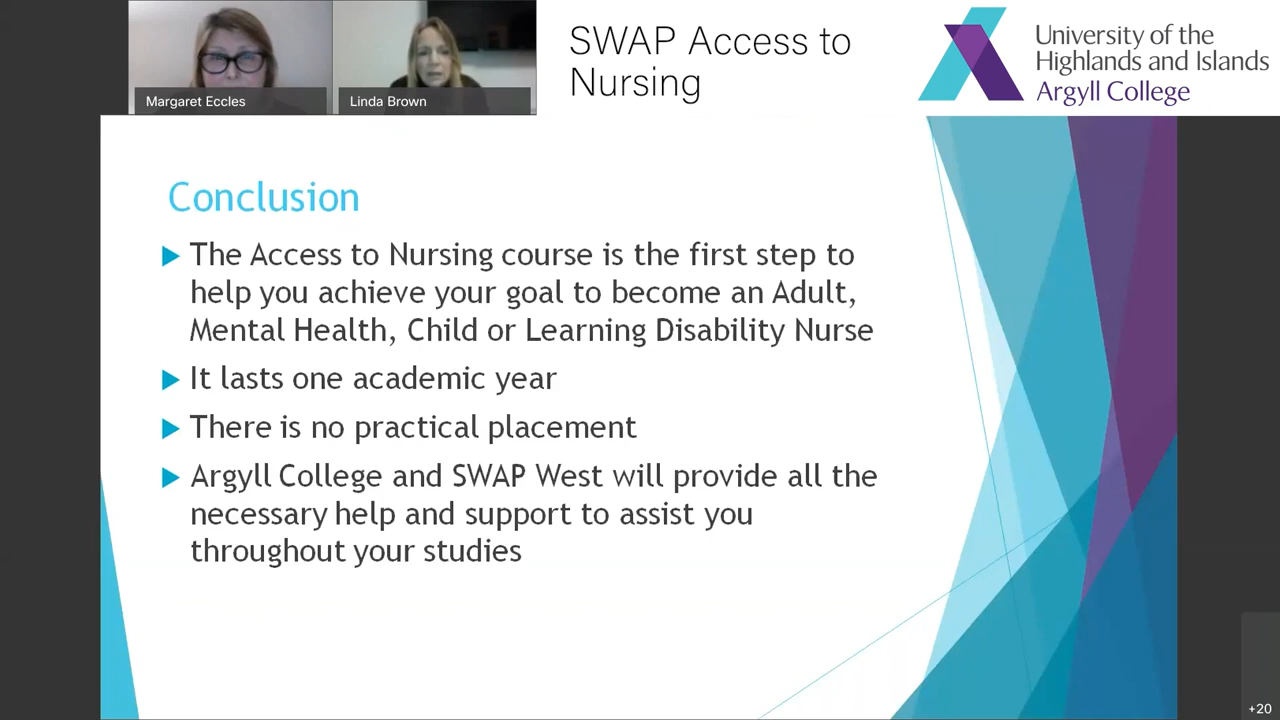 Margaret Eccles
Linda Brown
SWAP Access to
Nursing
University of the
Highlands and Islands
Argyll College
Conclusion
The Access to Nursing course is the first step to
help you achieve your goal to become an Adult,
Mental Health, Child or Learning Disability Nurse
It lasts one academic year
There is no practical placement
Argyll College and SWAP West will provide all the
necessary help and support to assist you
throughout your studies
+20